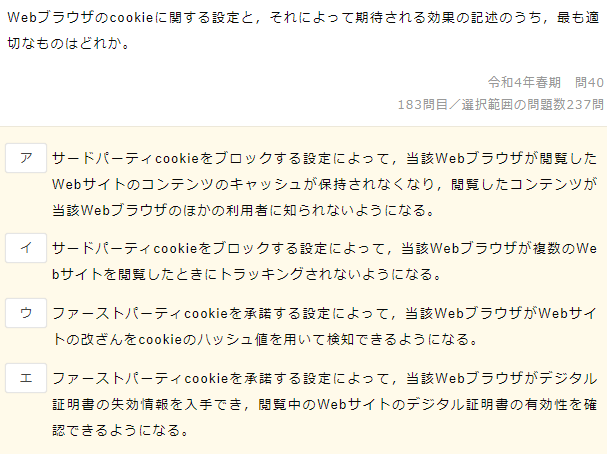 Webブラウザのcookieに関する設定と，それによって期待される効果の記述のうち，最も適
切なものはどれか。
令和4年春期　問40
183問目／選択範囲の問題数237問
ア
サードパーティcookieをブロックする設定によって，当該Webブラウザが閲覧した
Webサイトのコンテンツのキャッシュが保持されなくなり，閲覧したコンテンツが
当該Webブラウザのほかの利用者に知られないようになる。
イ
サードパーティcookieをブロックする設定によって，当該Webブラウザが複数のWe
bサイトを閲覧したときにトラッキングされないようになる。
ウ
ファーストパーティcookieを承諾する設定によって，当該WebブラウザがWebサイ
トの改ざんをcookieのハッシュ値を用いて検知できるようになる。
エ
ファーストパーティcookieを承諾する設定によって，当該Webブラウザがデジタル
証明書の失効情報を入手でき，閲覧中のWebサイトのデジタル証明書の有効性を確
認できるようになる。